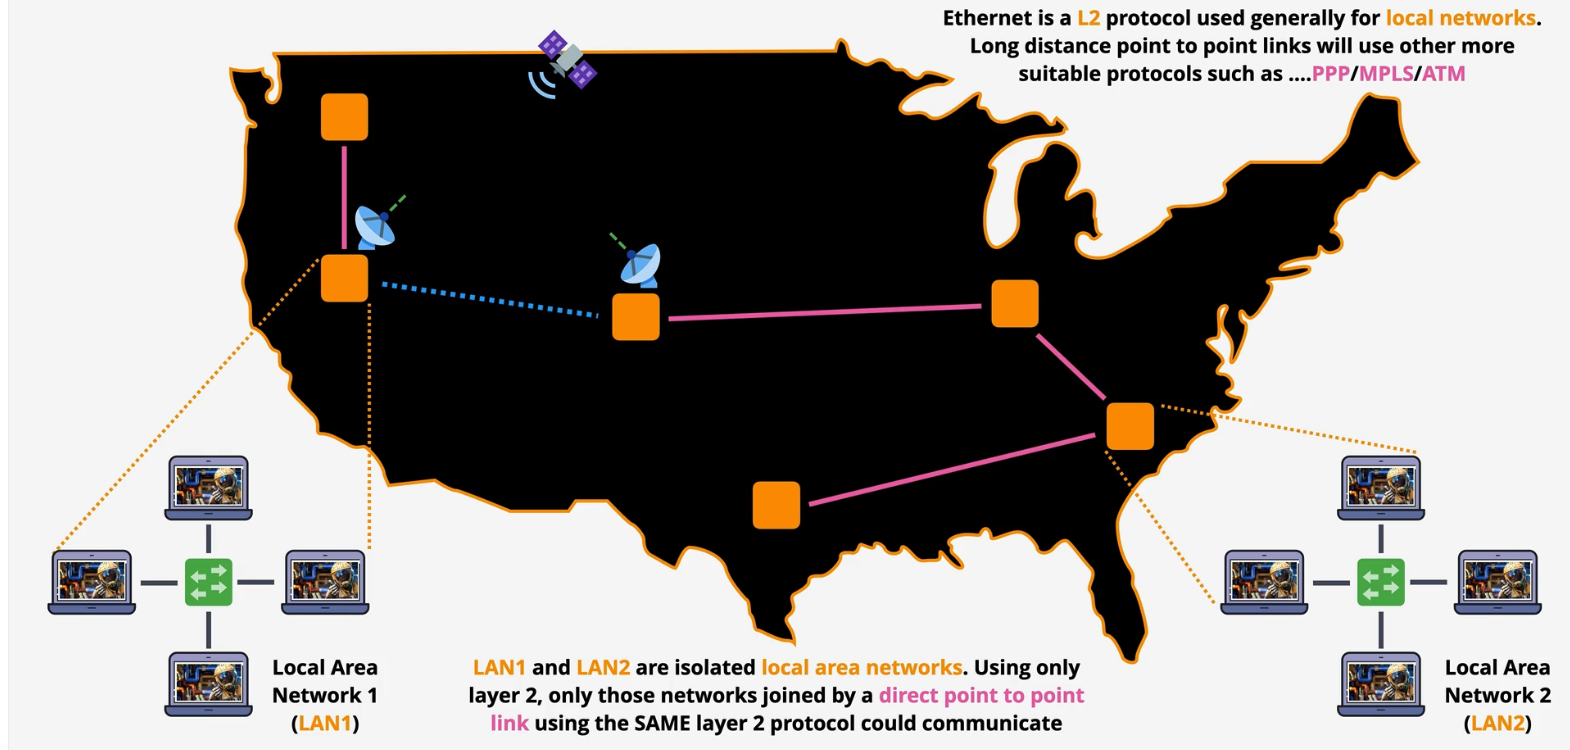 Ethernet is a L2 protocol used generally for local networks.
Long distance point to point links will use other more
suitable protocols such as ....PPP/MPLS/ATM
Local Area
Network 1
(LAN1)
LAN1 and LAN2 are isolated local area networks. Using only
layer 2, only those networks joined by a direct point to point
link using the SAME layer 2 protocol could communicate
Local Area
Network 2
(LAN2)